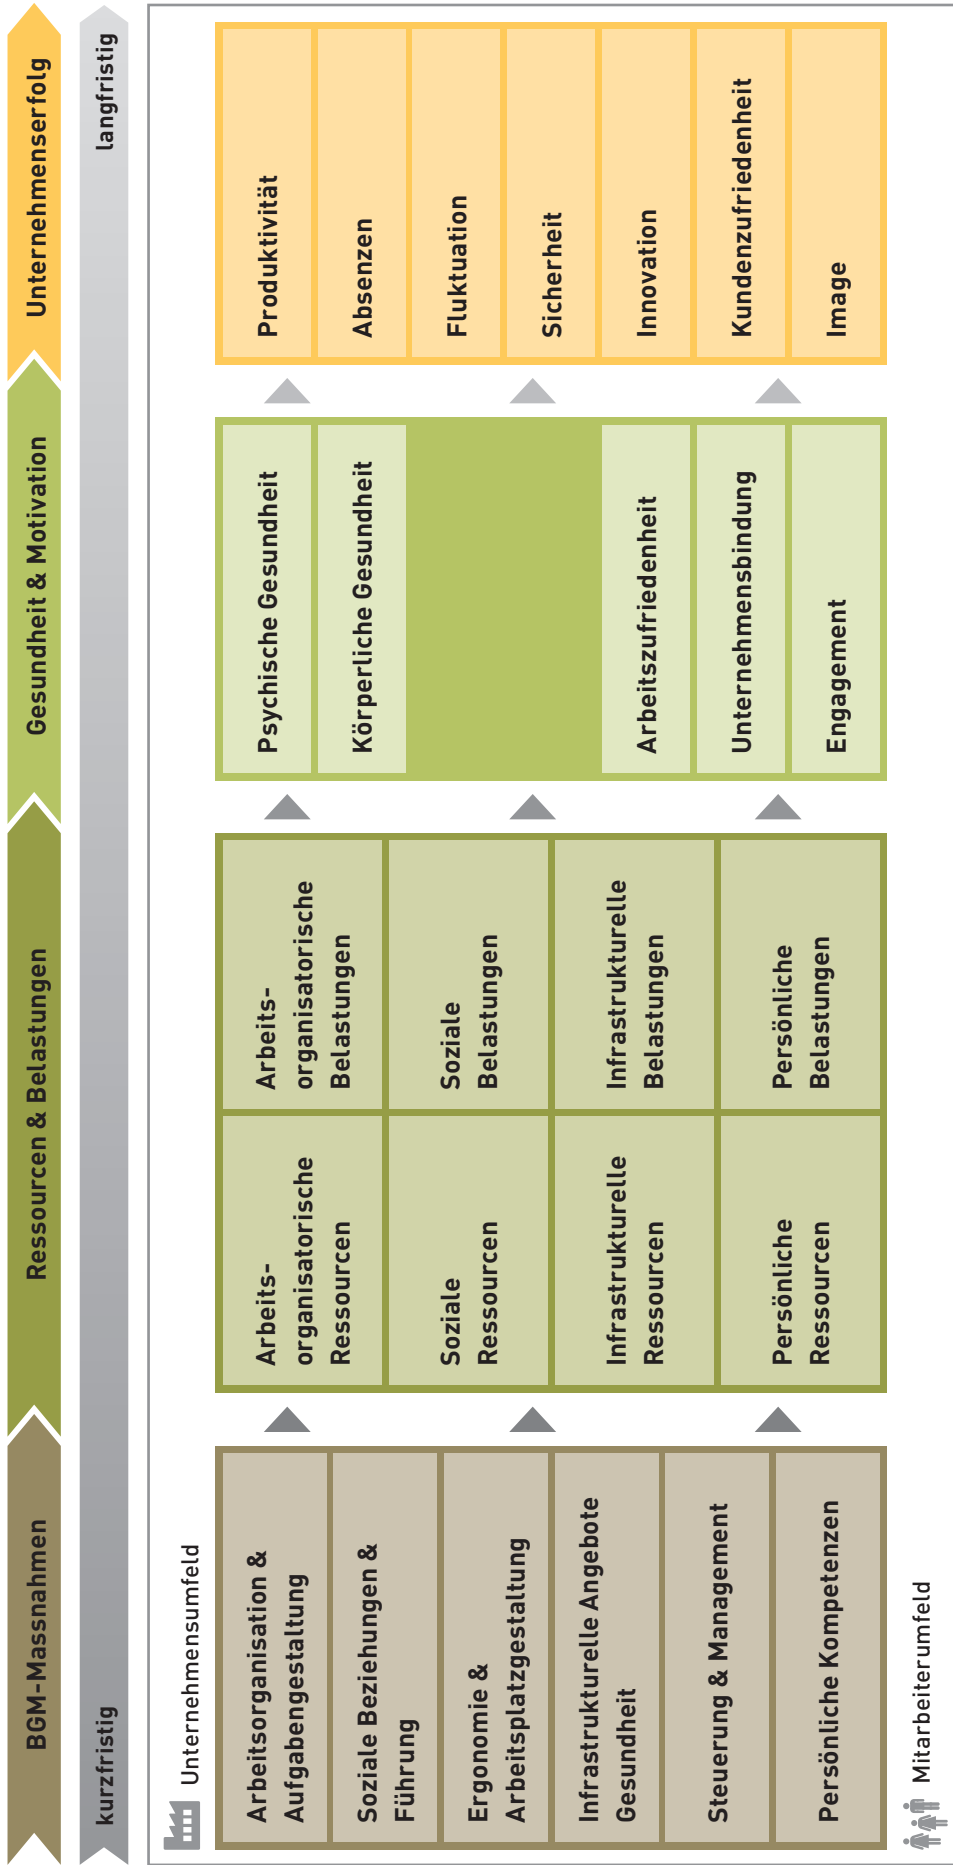 BGM-Massnahmen
Ressourcen & Belastungen
Gesundheit & Motivation
Unternehmenserfolg
kurzfristig
langfristig
Unternehmensumfeld
Arbeitsorganisation &
Aufgabengestaltung
Soziale Beziehungen &
Führung
Ergonomie &
Arbeitsplatzgestaltung
Infrastrukturelle Angebote
Gesundheit
Steuerung & Management
Persönliche Kompetenzen
Arbeits-
organisatorische
Ressourcen
Soziale
Ressourcen
Infrastrukturelle
Ressourcen
Persönliche
Ressourcen
Arbeits-
organisatorische
Belastungen
Soziale
Belastungen
Infrastrukturelle
Belastungen
Persönliche
Belastungen
Psychische Gesundheit
Körperliche Gesundheit
Arbeitszufriedenheit
Unternehmensbindung
Engagement
Produktivität
Absenzen
Fluktuation
Sicherheit
Innovation
Kundenzufriedenheit
Image
Mitarbeiterumfeld